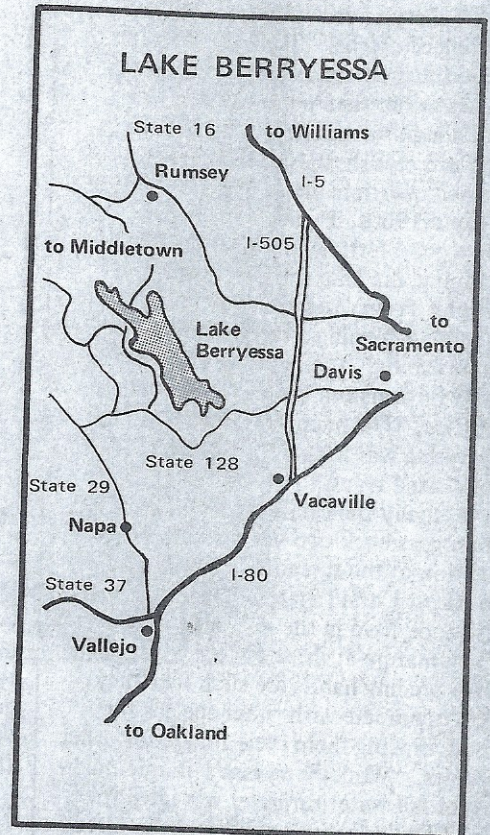 LAKE BERRYESSA
State 16
to Williams
Rumsey
I-5
to Middletown
I-505
Lake
Berryessa
to
Sacramento
Davis
State 128
State 29
Vacaville
Napa
I-80
State 37
Vallejo
to Oakland